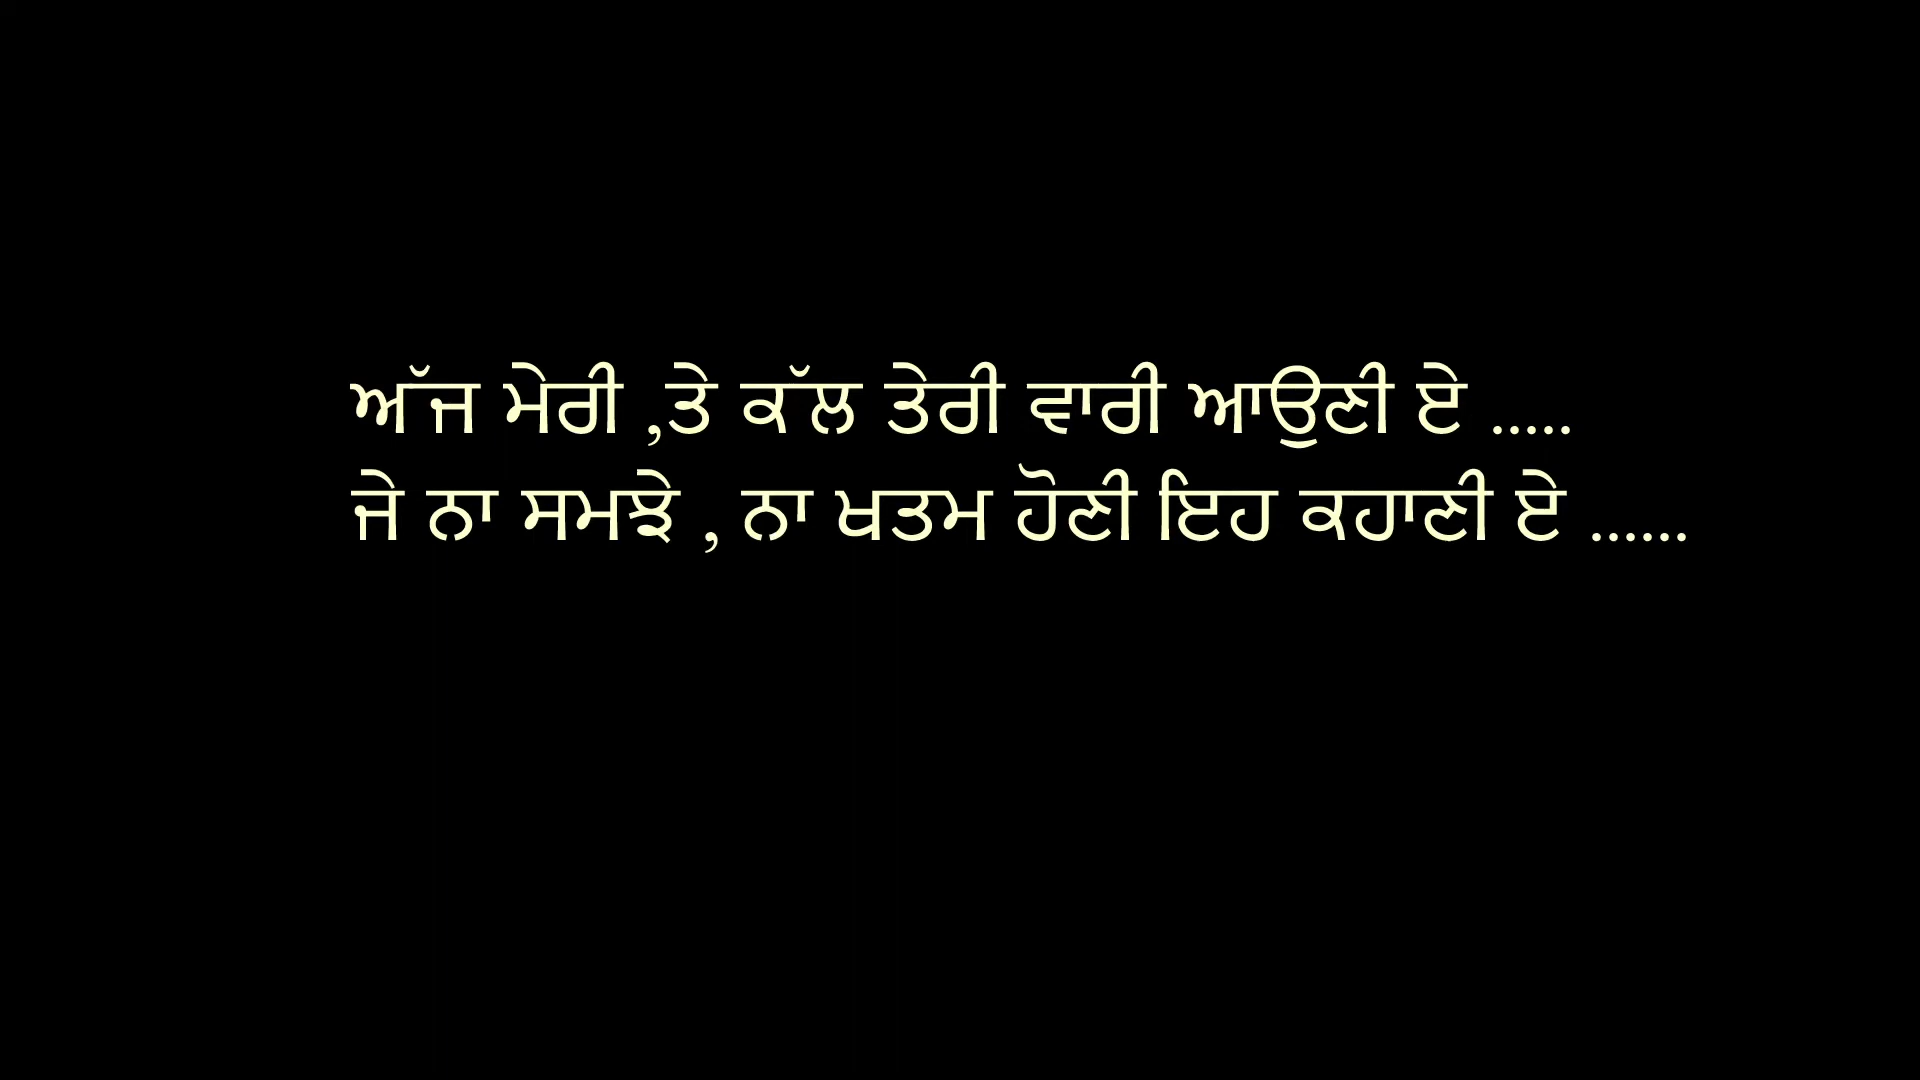 ਅੱਜ ਮੇਰੀ ,ਤੇ ਕੱਲ ਤੇਰੀ ਵਾਰੀ ਆਉਣੀ ਏ .....
ਜੇ ਨਾ ਸਮਝੇ , ਨਾ ਖਤਮ ਹੋਣੀ ਇਹ ਕਹਾਣੀ ਏ ......